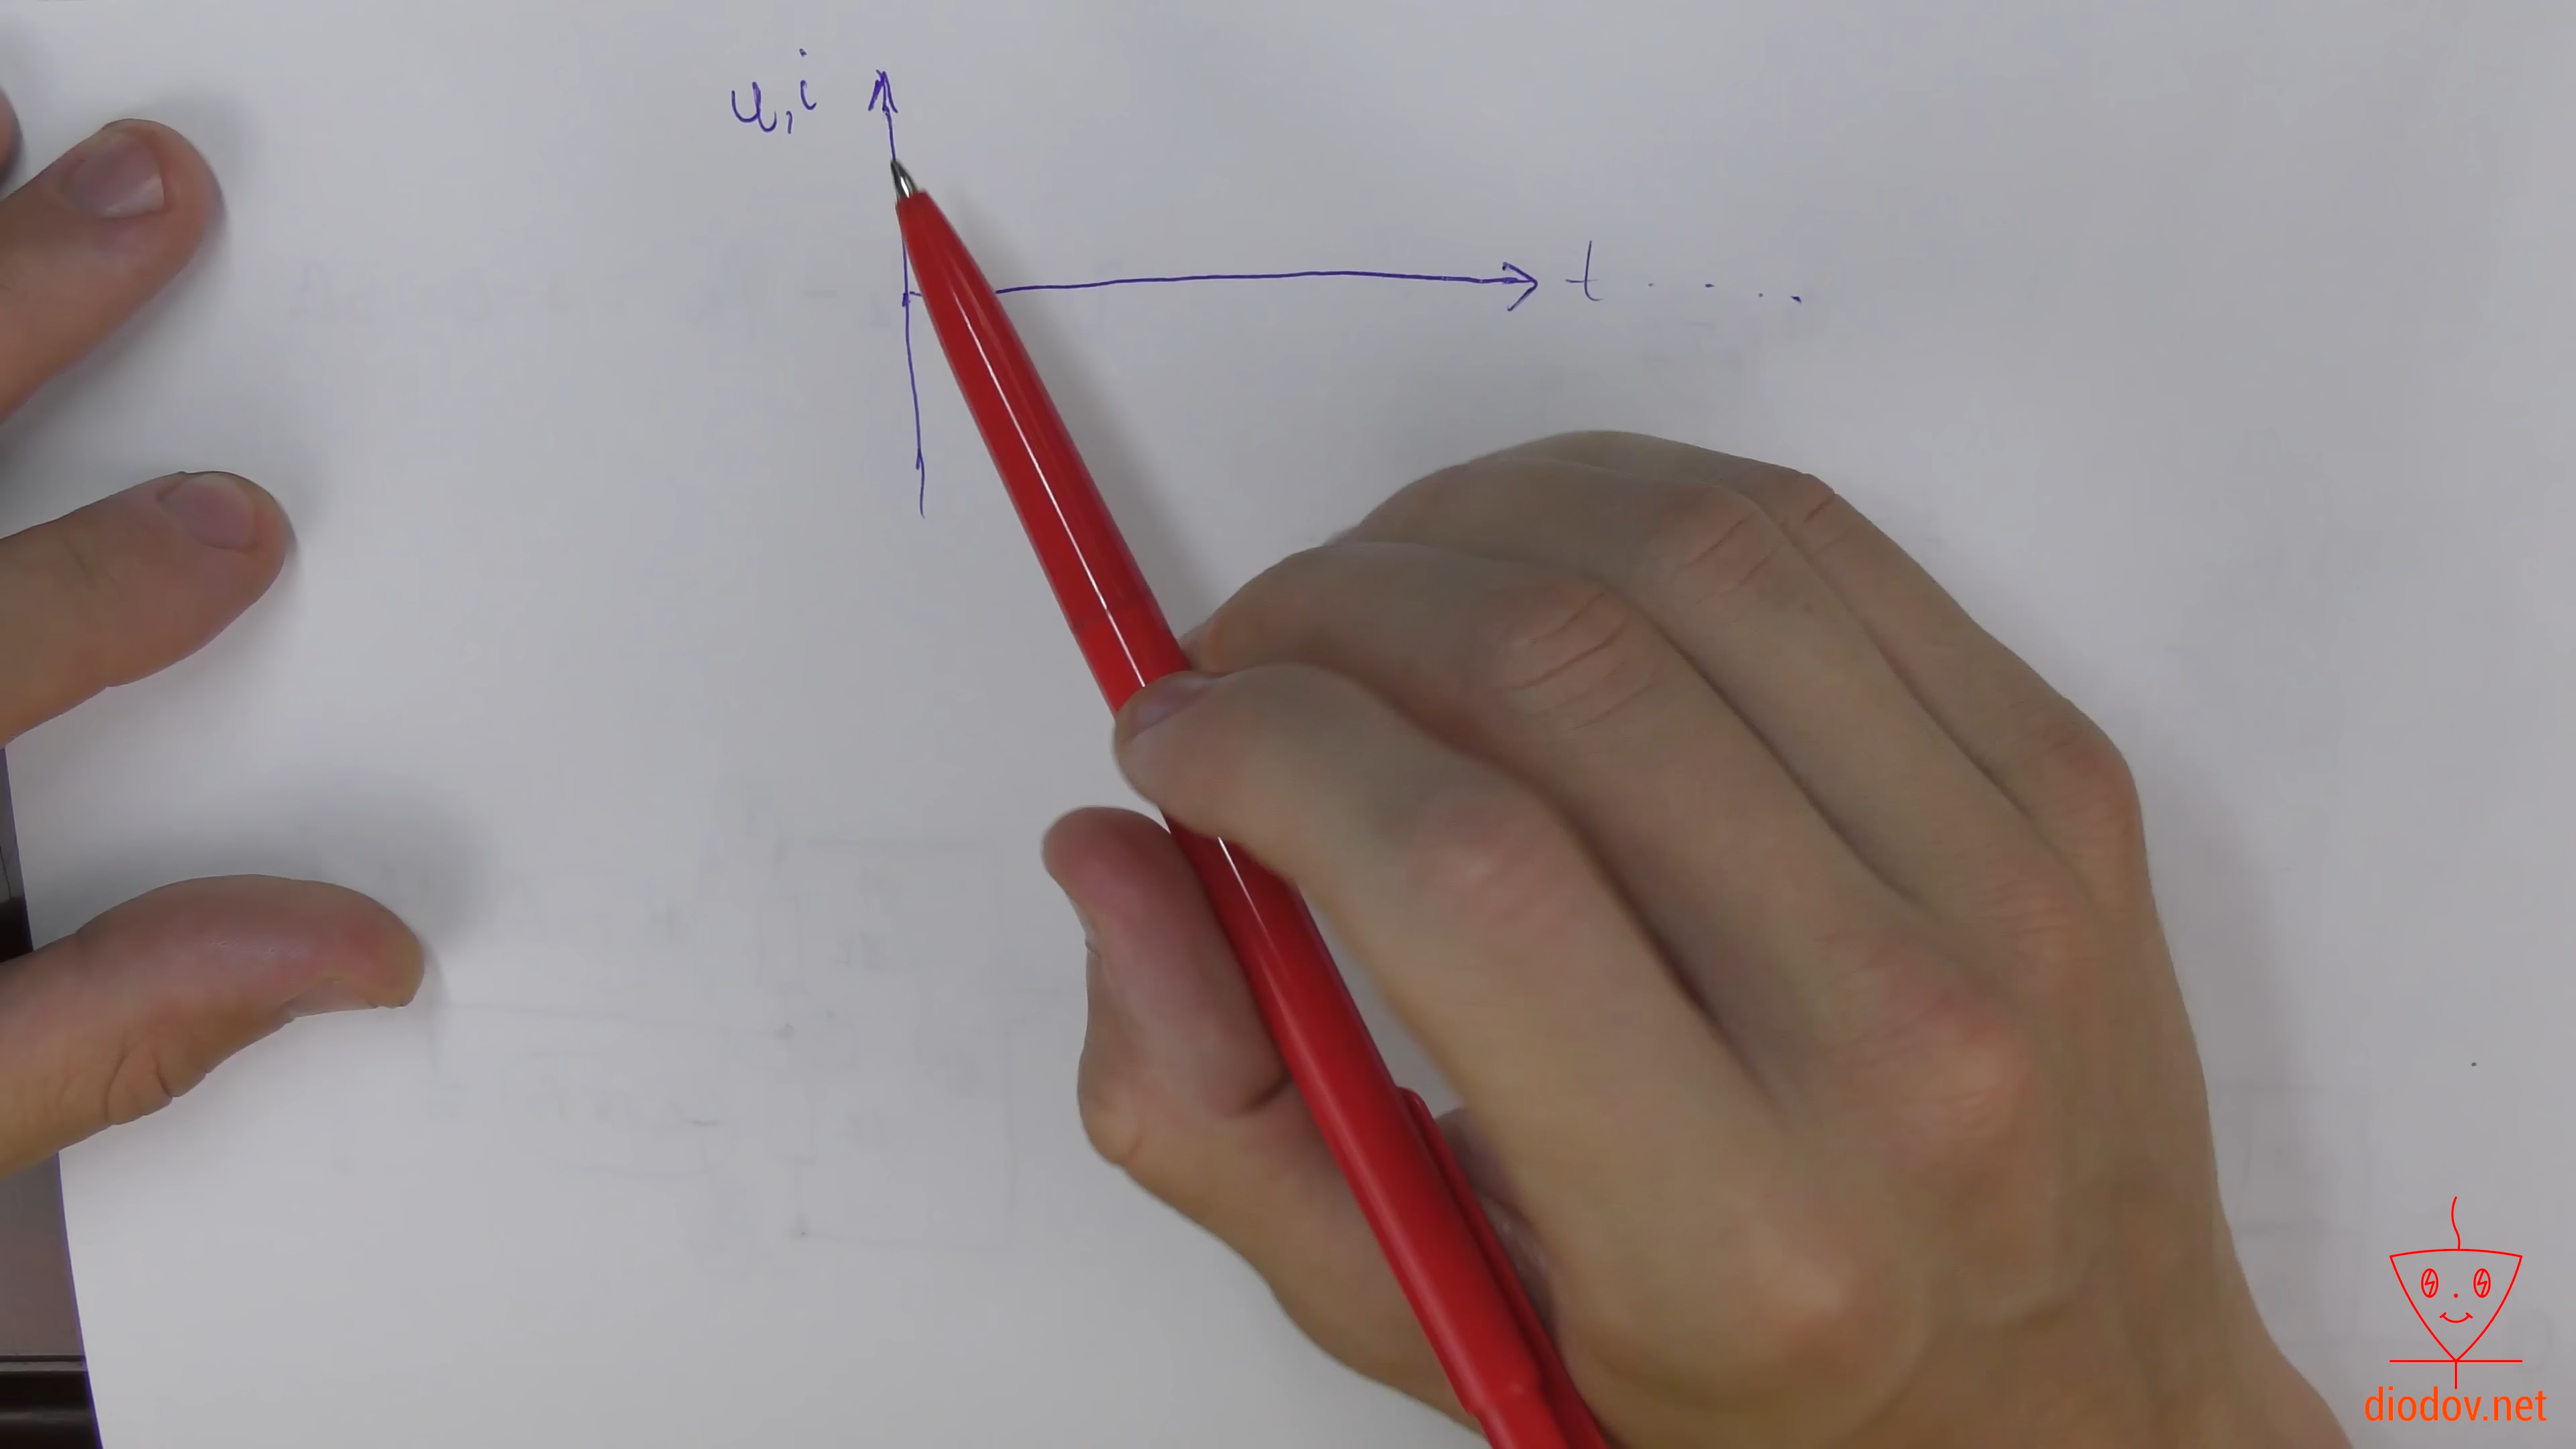 u, i
t . . . .
diodov.net